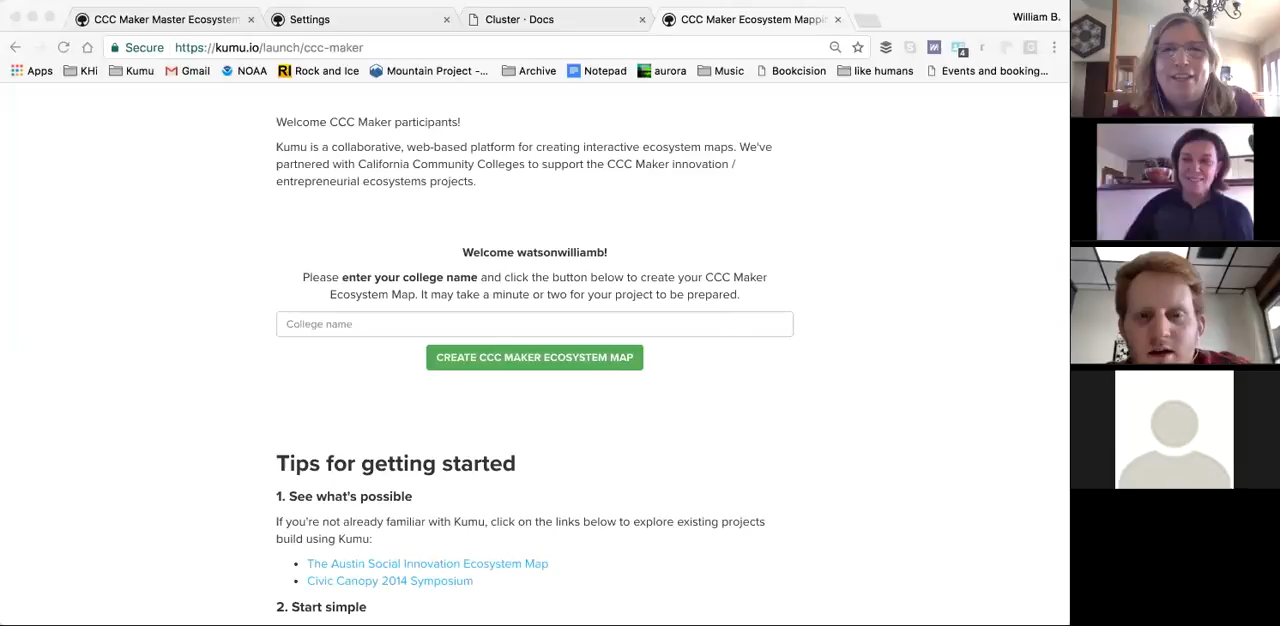 CCC Maker Master Ecosystem
Settings
Cluster · Docs
CCC Maker Ecosystem Mappin
William B.
Secure https://kumu.io/launch/ccc-maker
4
Apps KHi Kumu Gmail NOAA Rock and Ice Mountain Project -... Archive Notepad aurora Music Bookcision like humans Events and booking...
Welcome CCC Maker participants!
Kumu is a collaborative, web-based platform for creating interactive ecosystem maps. We've
partnered with California Community Colleges to support the CCC Maker innovation /
entrepreneurial ecosystems projects.
Welcome watsonwilliamb!
Please enter your college name and click the button below to create your CCC Maker
Ecosystem Map. It may take a minute or two for your project to be prepared.
College name
CREATE CCC MAKER ECOSYSTEM MAP
Tips for getting started
1. See what's possible
If you're not already familiar with Kumu, click on the links below to explore existing projects
build using Kumu:
• The Austin Social Innovation Ecosystem Map
• Civic Canopy 2014 Symposium
2. Start simple